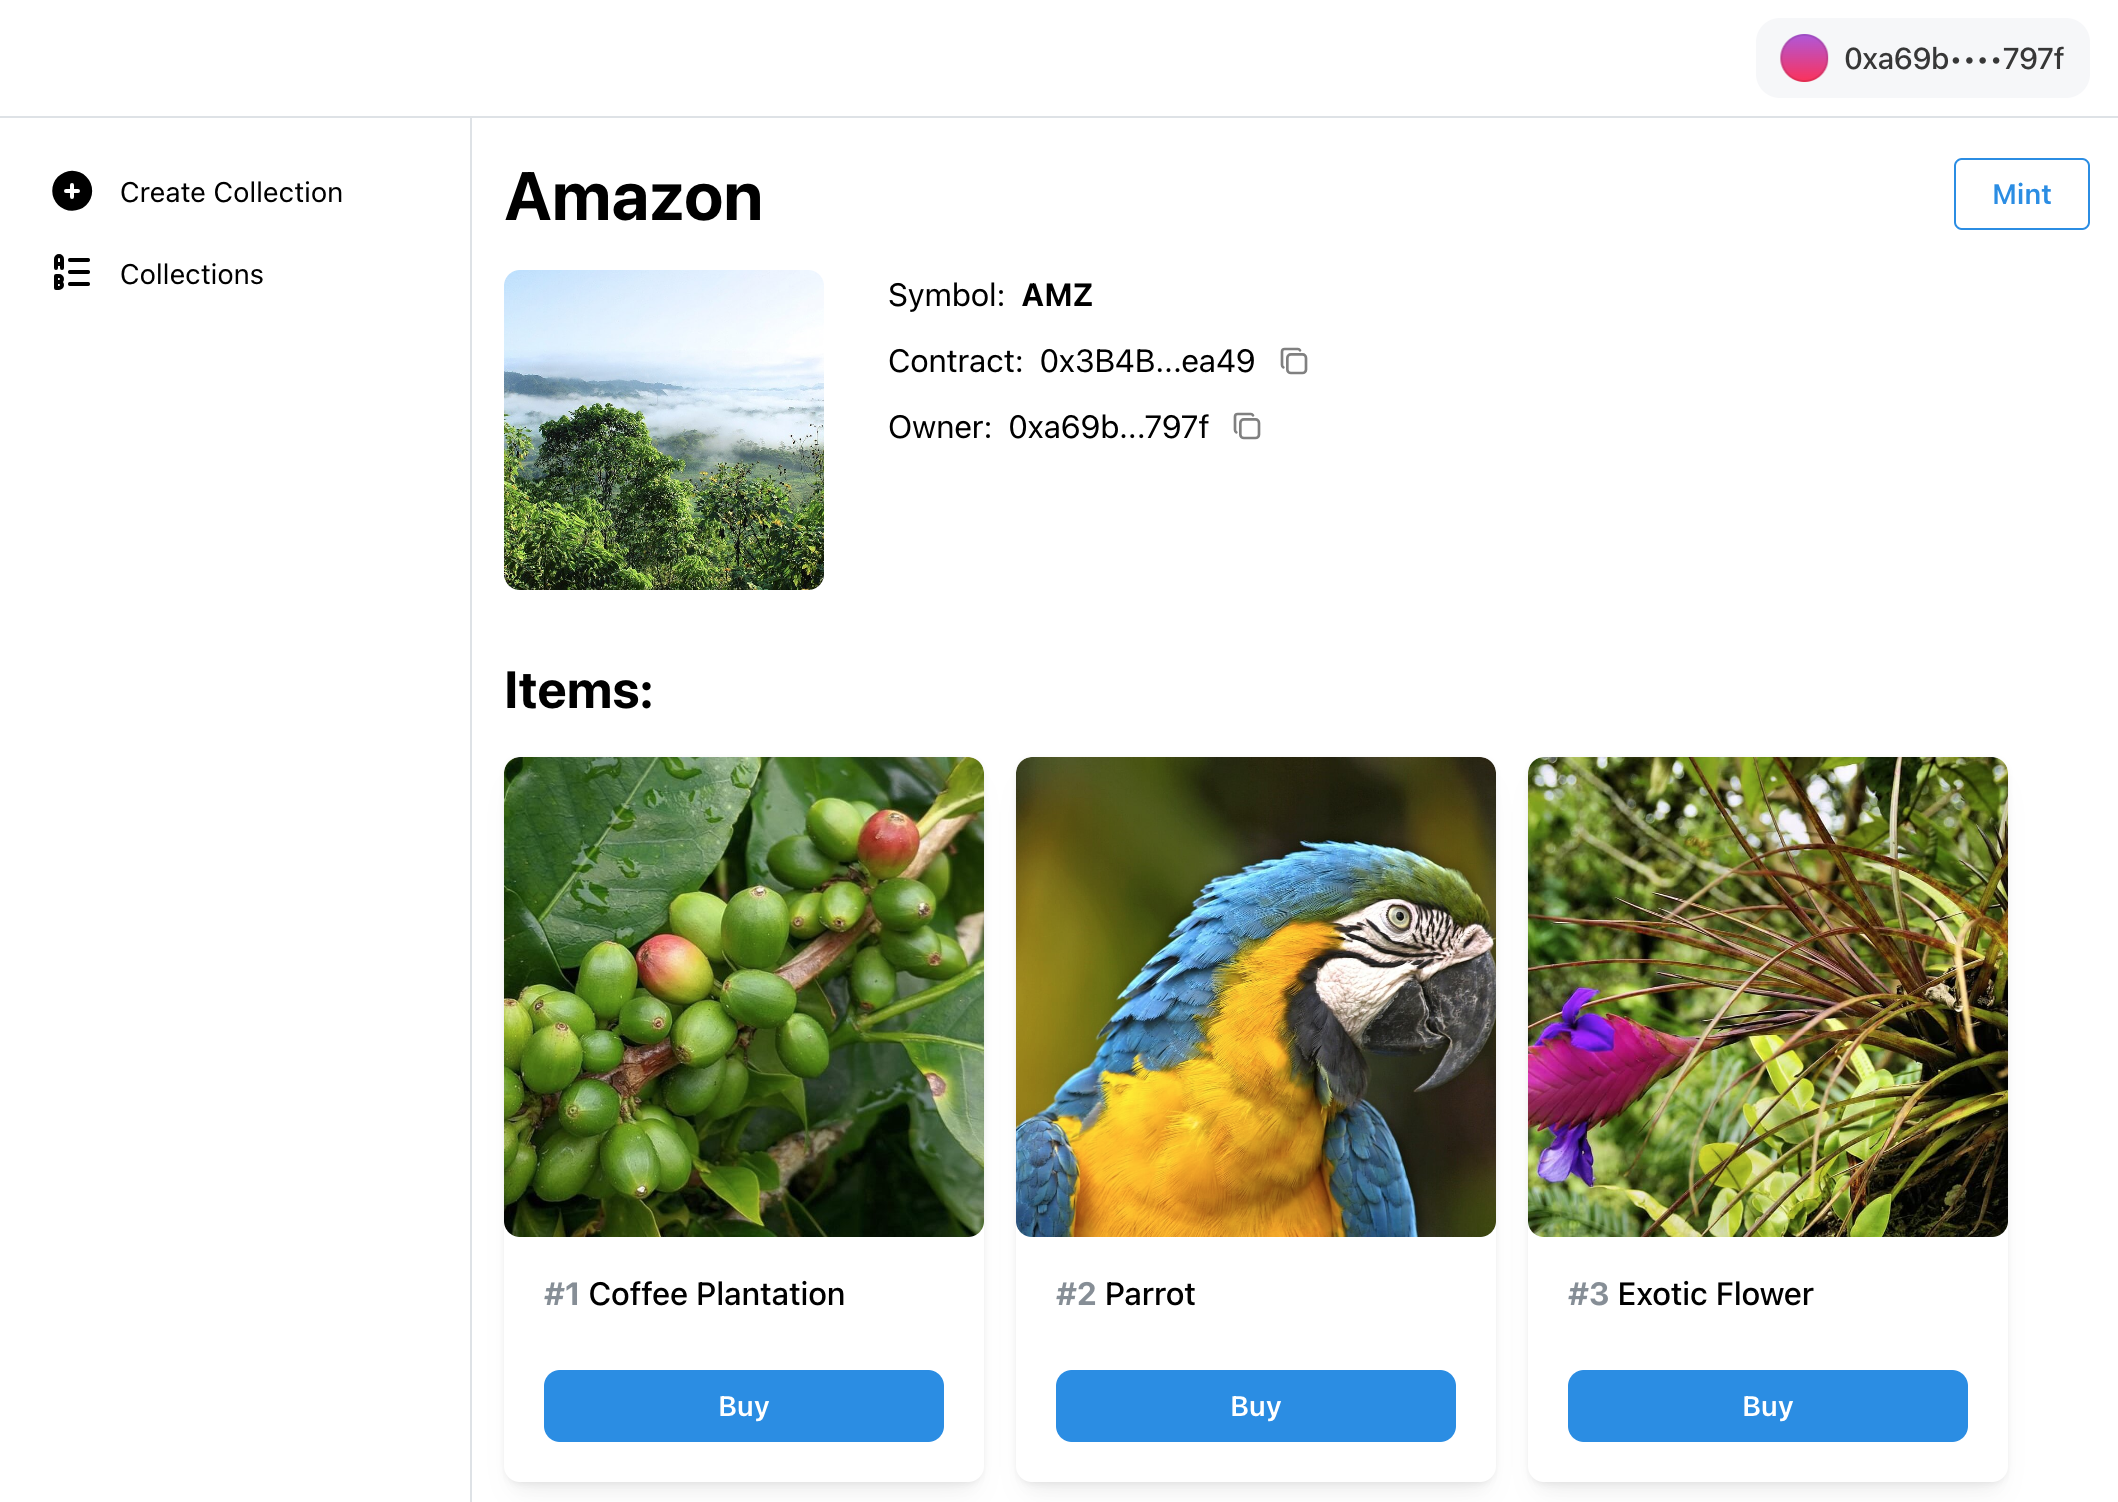 0xa69b••••797f
Create Collection
Collections
Amazon
Mint
Symbol: AMZ
Contract: 0x3B4B...ea49
Owner: 0xa69b...797f
Items:
#1 Coffee Plantation
#2 Parrot
#3 Exotic Flower
Buy
Buy
Buy